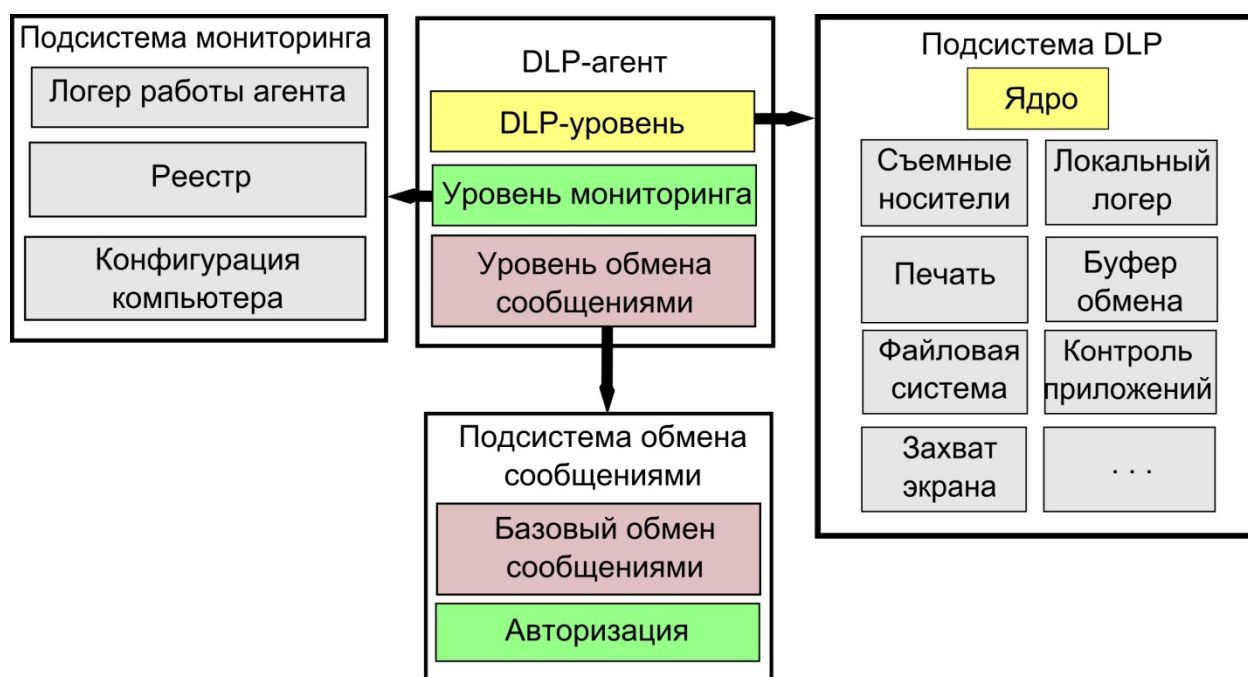 Подсистема мониторинга
Логер работы агента
Реестр
Конфигурация
компьютера
DLP-агент
DLP-уровень
Уровень мониторинга
Уровень обмена
сообщениями
Подсистема DLP
Ядро
Съемные
носители
Локальный
логер
Печать
Буфер
обмена
Файловая
система
Контроль
приложений
Захват
экрана
. . .
Подсистема обмена
сообщениями
Базовый обмен
сообщениями
Авторизация